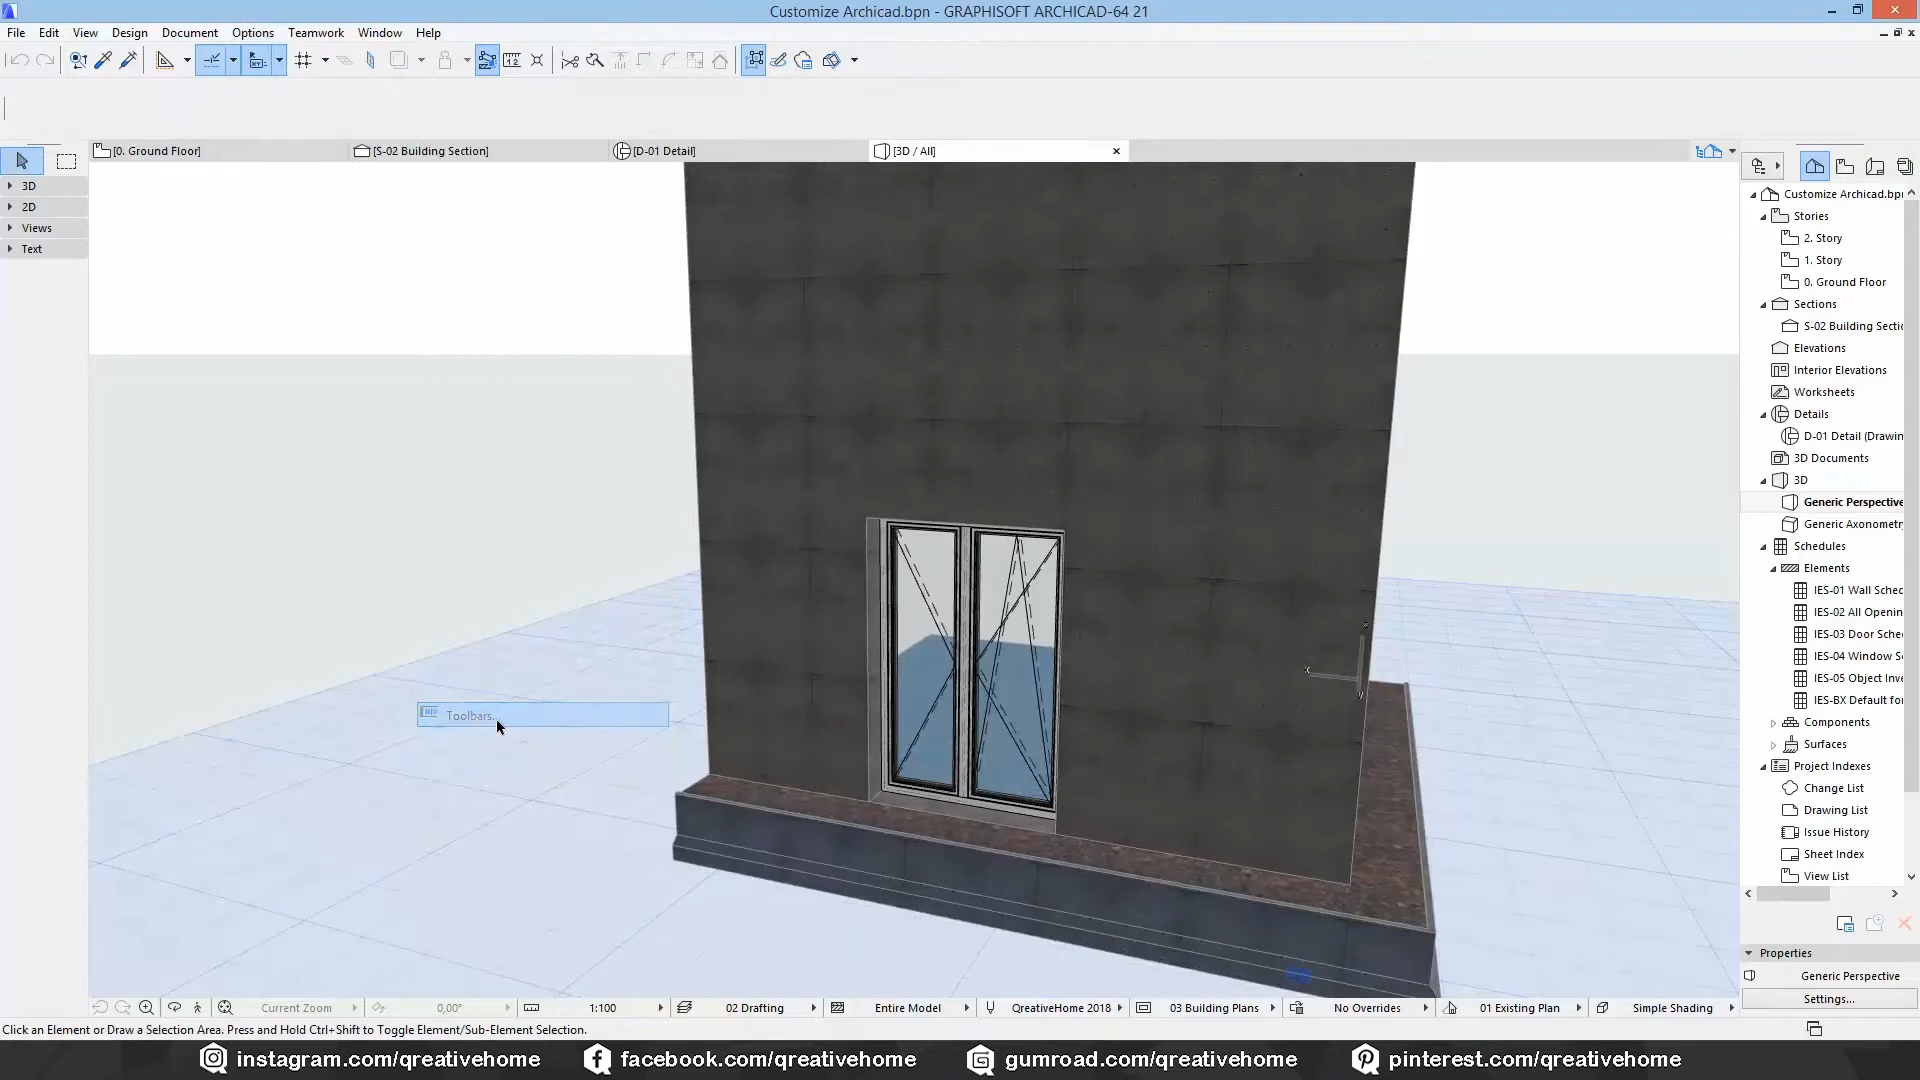 Customize Archicad.bpn - GRAPHISOFT ARCHICAD-64 21
File Edit View Design Document Options Teamwork Window Help
[0. Ground Floor] [S-02 Building Section] [D-01 Detail] [3D / All]
3D
2D
Views
Text
Customize Archicad.bpn
Stories
2. Story
1. Story
0. Ground Floor
Sections
S-02 Building Sectio
Elevations
Interior Elevations
Worksheets
Details
D-01 Detail (Drawin
3D Documents
3D
Generic Perspective
Generic Axonometr
Schedules
Elements
IES-01 Wall Sched
IES-02 All Openin
IES-03 Door Sche
IES-04 Window S
IES-05 Object Inve
IES-BX Default fo
Components
Surfaces
Project Indexes
Change List
Drawing List
Issue History
Sheet Index
View List
Toolbars
Properties
Generic Perspective
Settings...
Current Zoom 0,00° 1:100 02 Drafting Entire Model QreativeHome 2018 03 Building Plans No Overrides 01 Existing Plan Simple Shading
Click an Element or Draw a Selection Area. Press and Hold Ctrl+Shift to Toggle Element/Sub-Element Selection.
instagram.com/qreativehome facebook.com/qreativehome gumroad.com/qreativehome pinterest.com/qreativehome